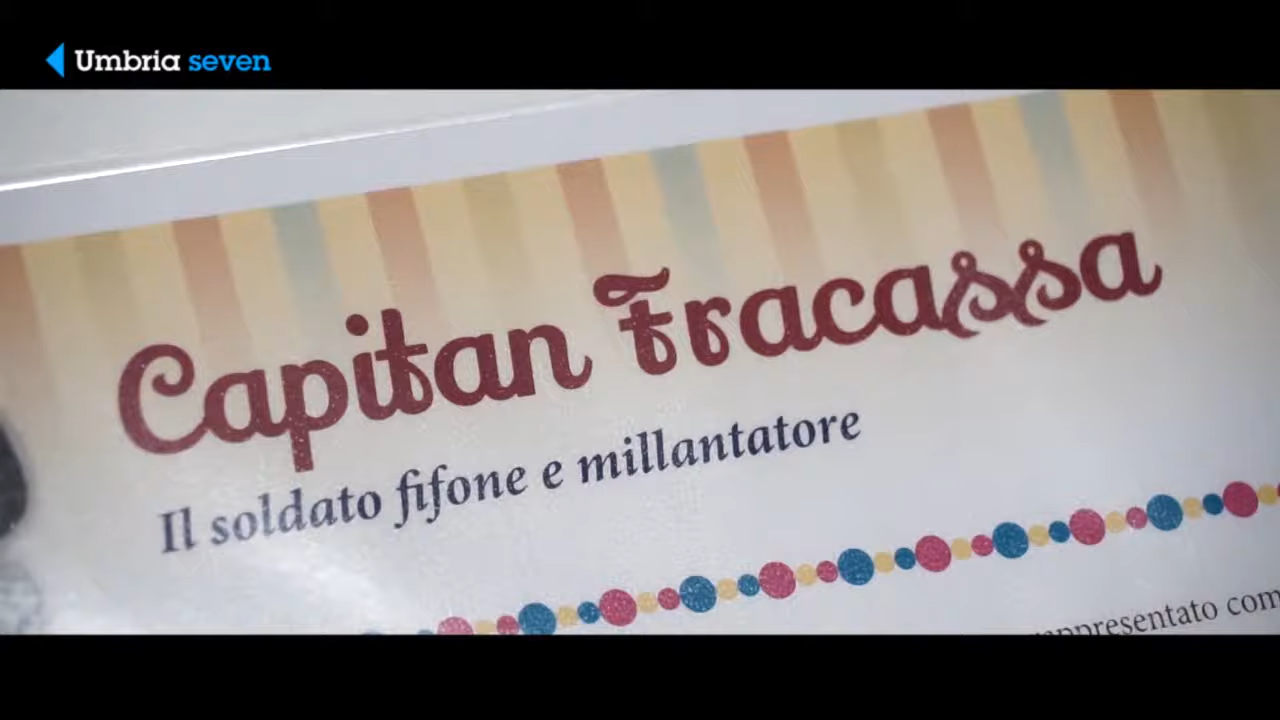 Umbria seven
Capitan Fracassa
Il soldato fifone e millantatore